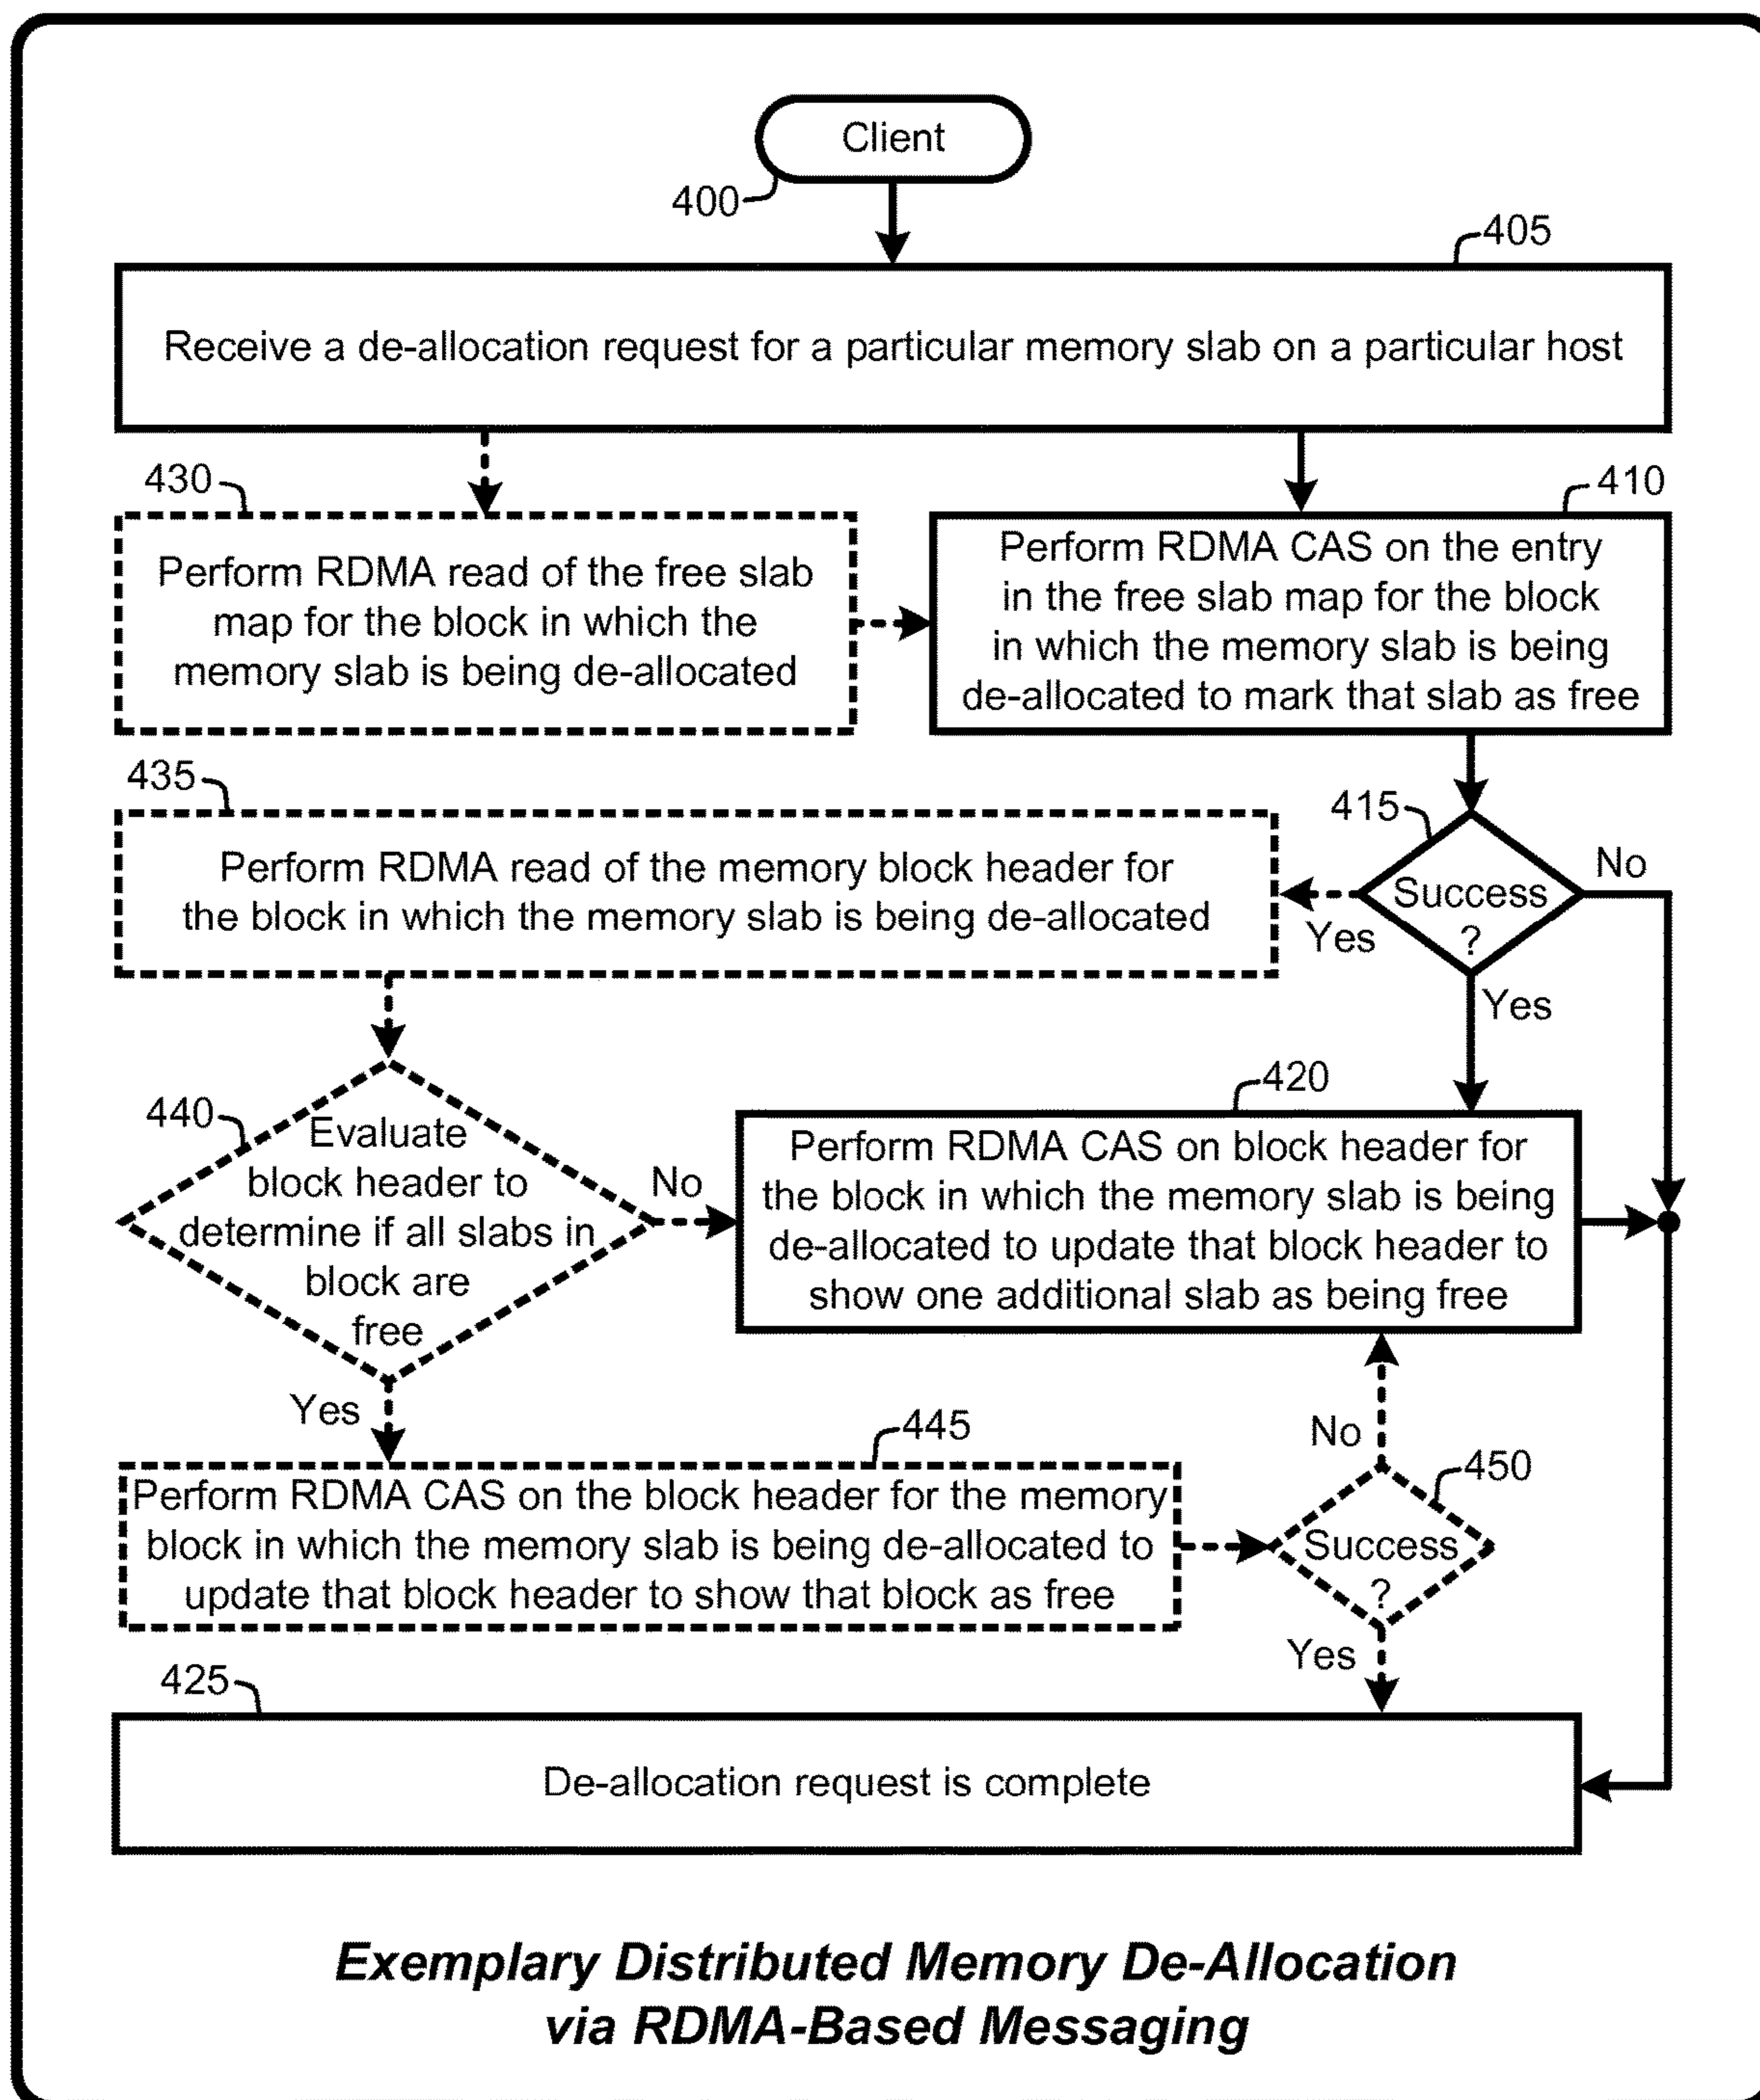 Client
400
405
Receive a de-allocation request for a particular memory slab on a particular host
430
Perform RDMA read of the free slab
map for the block in which the
memory slab is being de-allocated
410
Perform RDMA CAS on the entry
in the free slab map for the block
in which the memory slab is being
de-allocated to mark that slab as free
435
Perform RDMA read of the memory block header for
the block in which the memory slab is being de-allocated
415
Success
?
No
Yes
Yes
440
Evaluate
block header to
determine if all slabs in
block are
free
No
Yes
420
Perform RDMA CAS on block header for
the block in which the memory slab is being
de-allocated to update that block header to
show one additional slab as being free
445
Perform RDMA CAS on the block header for the memory
block in which the memory slab is being de-allocated to
update that block header to show that block as free
No
450
Success
?
Yes
425
De-allocation request is complete
Exemplary Distributed Memory De-Allocation
via RDMA-Based Messaging